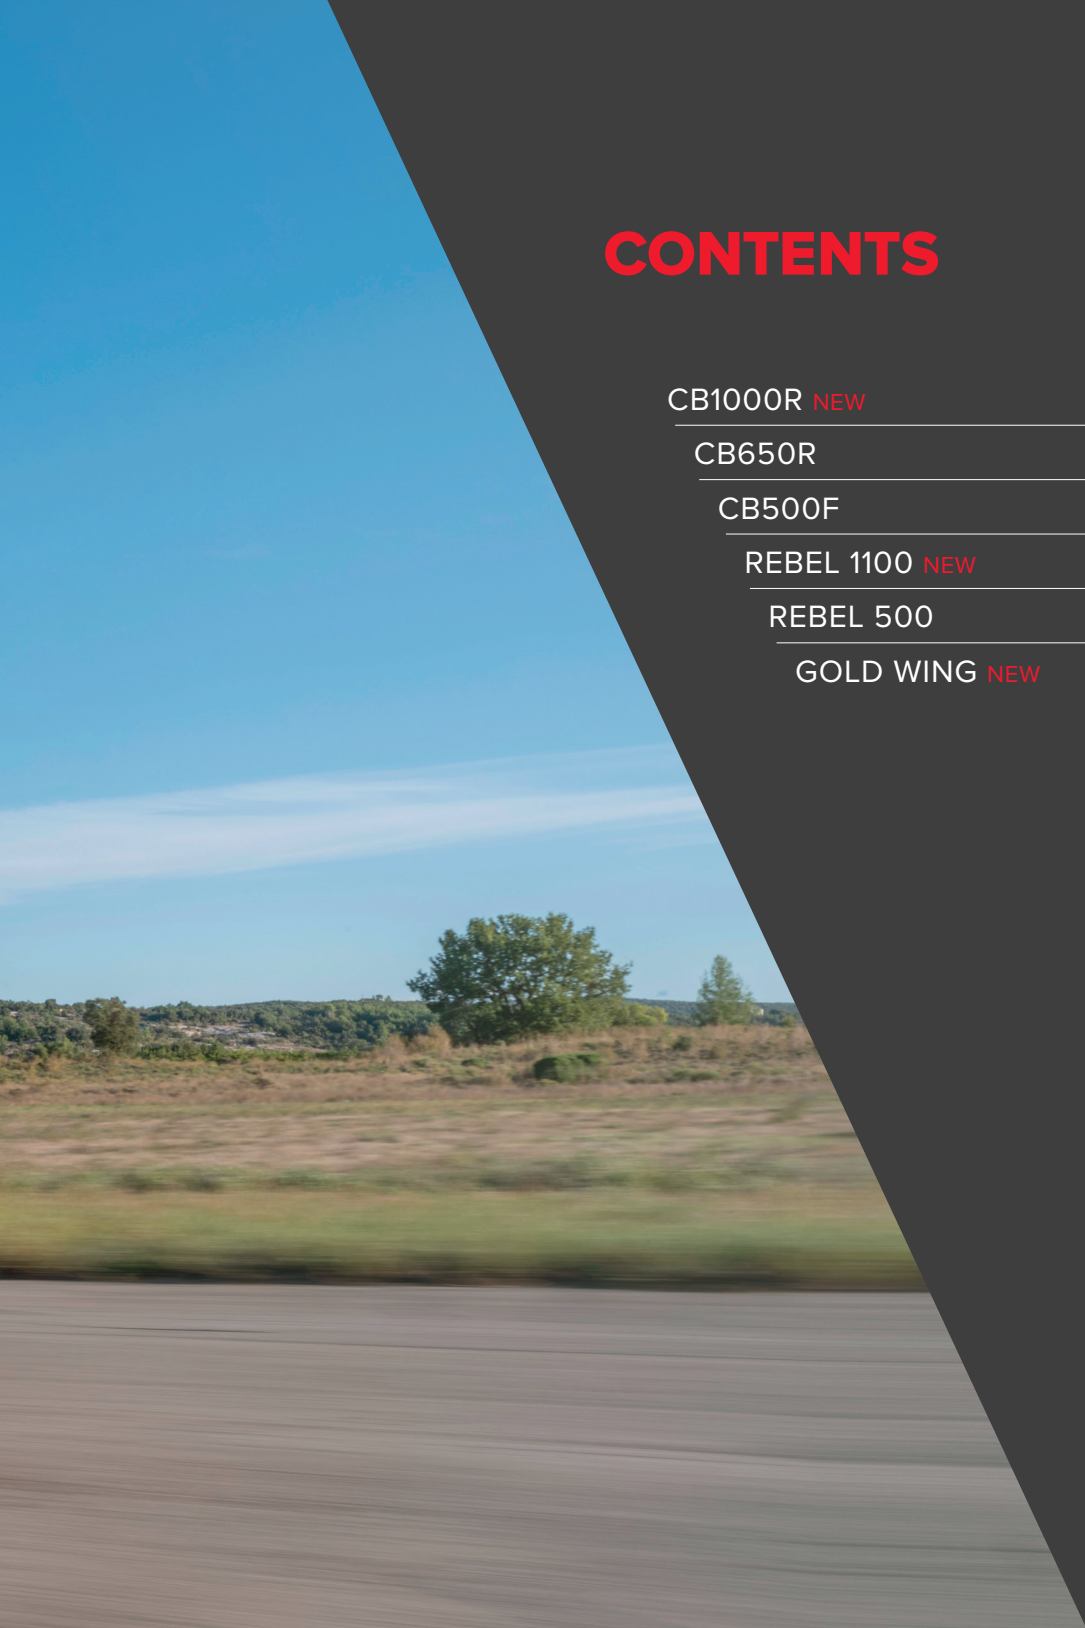 CONTENTS
CB1000R NEW
CB650R
CB500F
REBEL 1100 NEW
REBEL 500
GOLD WING NEW